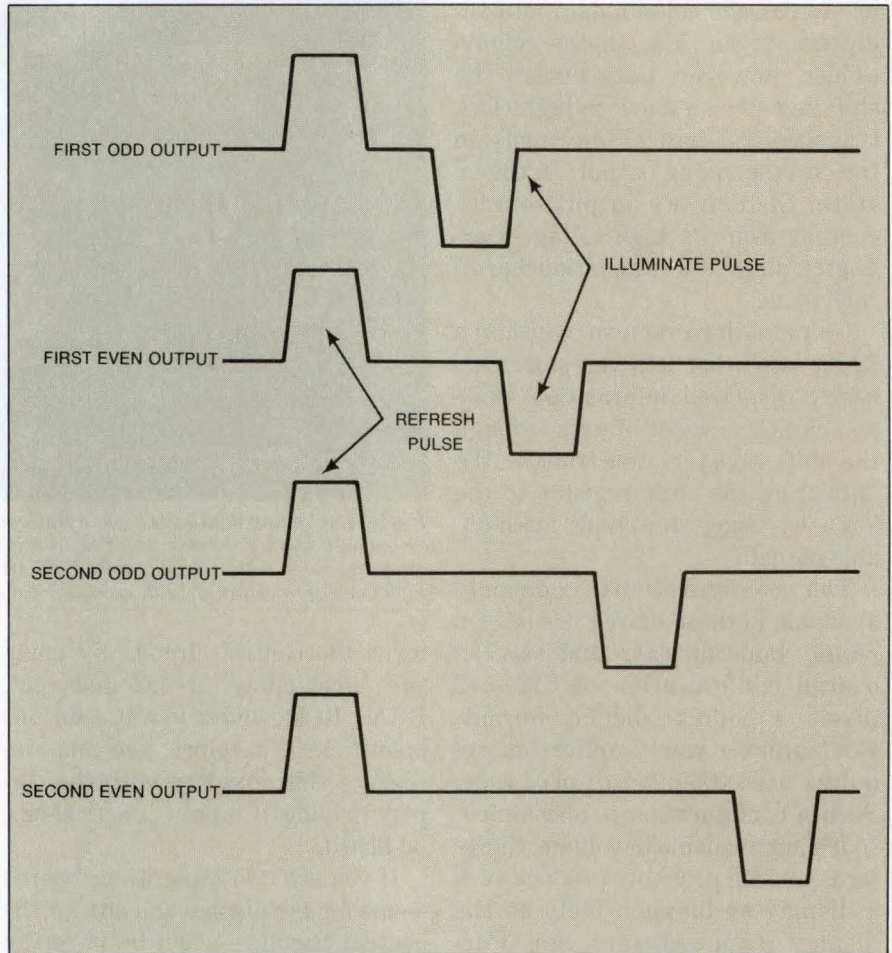 FIRST ODD OUTPUT
ILLUMINATE PULSE
FIRST EVEN OUTPUT
REFRESH
PULSE
SECOND ODD OUTPUT
SECOND EVEN OUTPUT